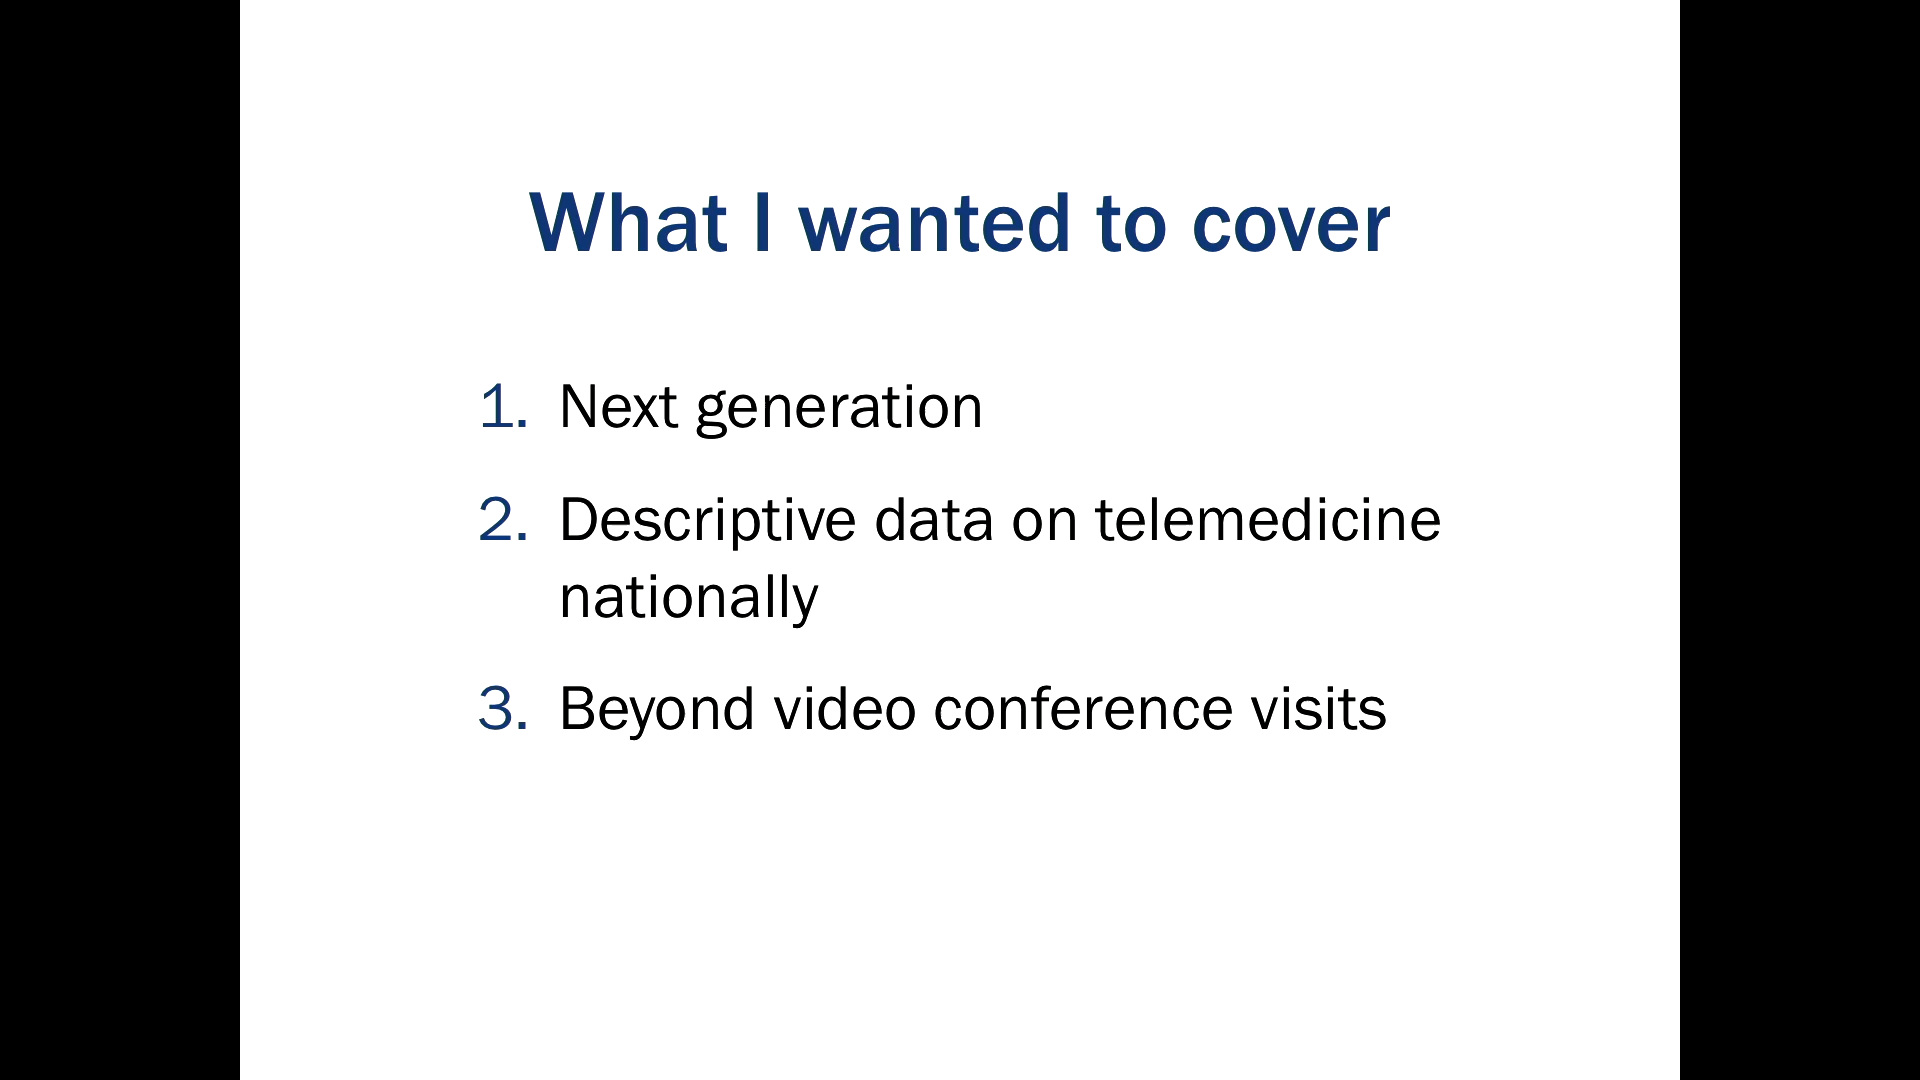 What I wanted to cover
1. Next generation
2. Descriptive data on telemedicine
nationally
3. Beyond video conference visits